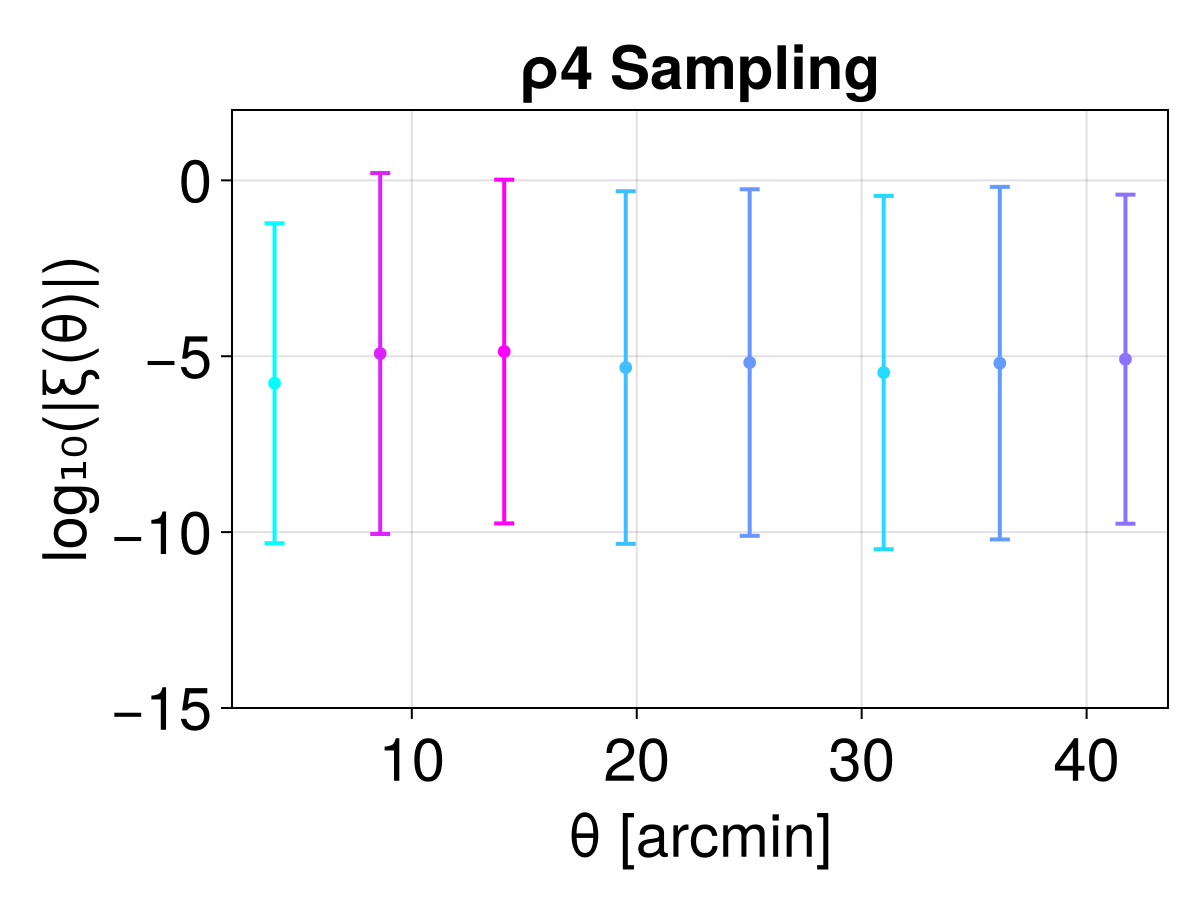 ρ4 Sampling
log₁₀(|ξ(θ)|)
0
−5
−10
−15
10 20 30 40
θ [arcmin]